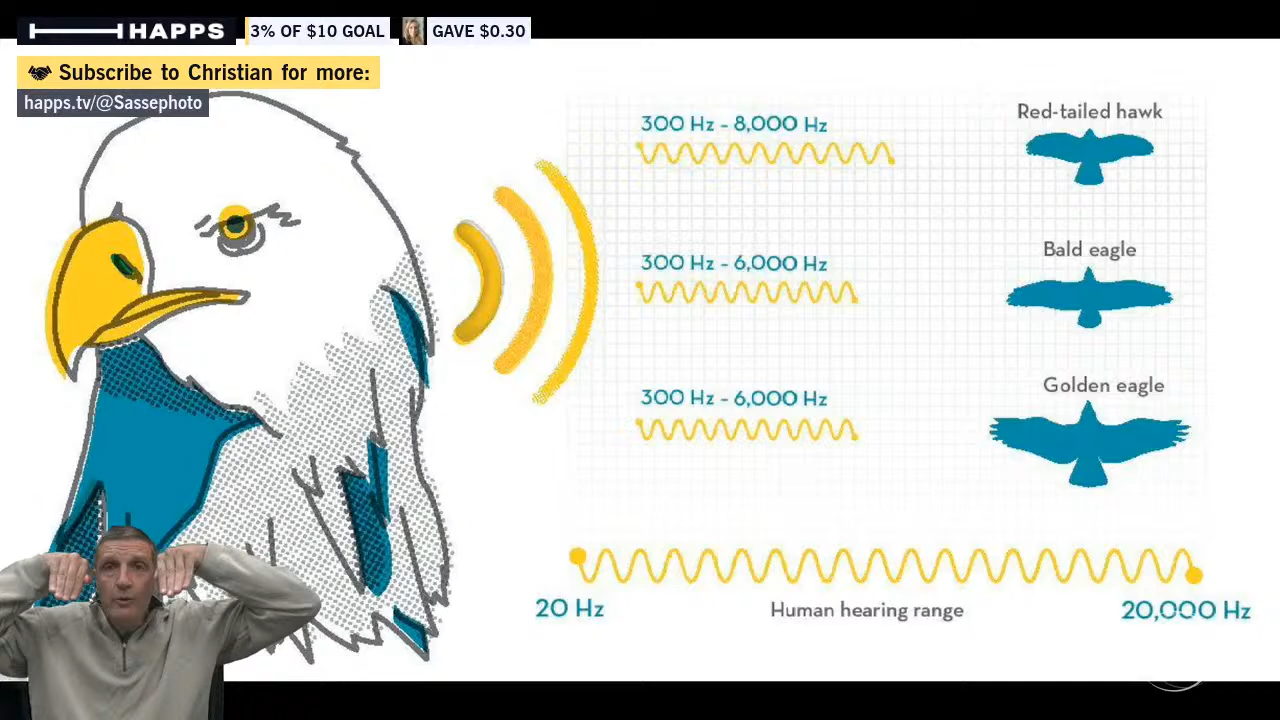 HAPPS
3% OF $10 GOAL
GAVE $0.30
Subscribe to Christian for more:
happs.tv/@Sassephoto
300 Hz - 8,000 Hz
Red-tailed hawk
300 Hz - 6,000 Hz
Bald eagle
300 Hz - 6,000 Hz
Golden eagle
20 Hz
Human hearing range
20,000 Hz